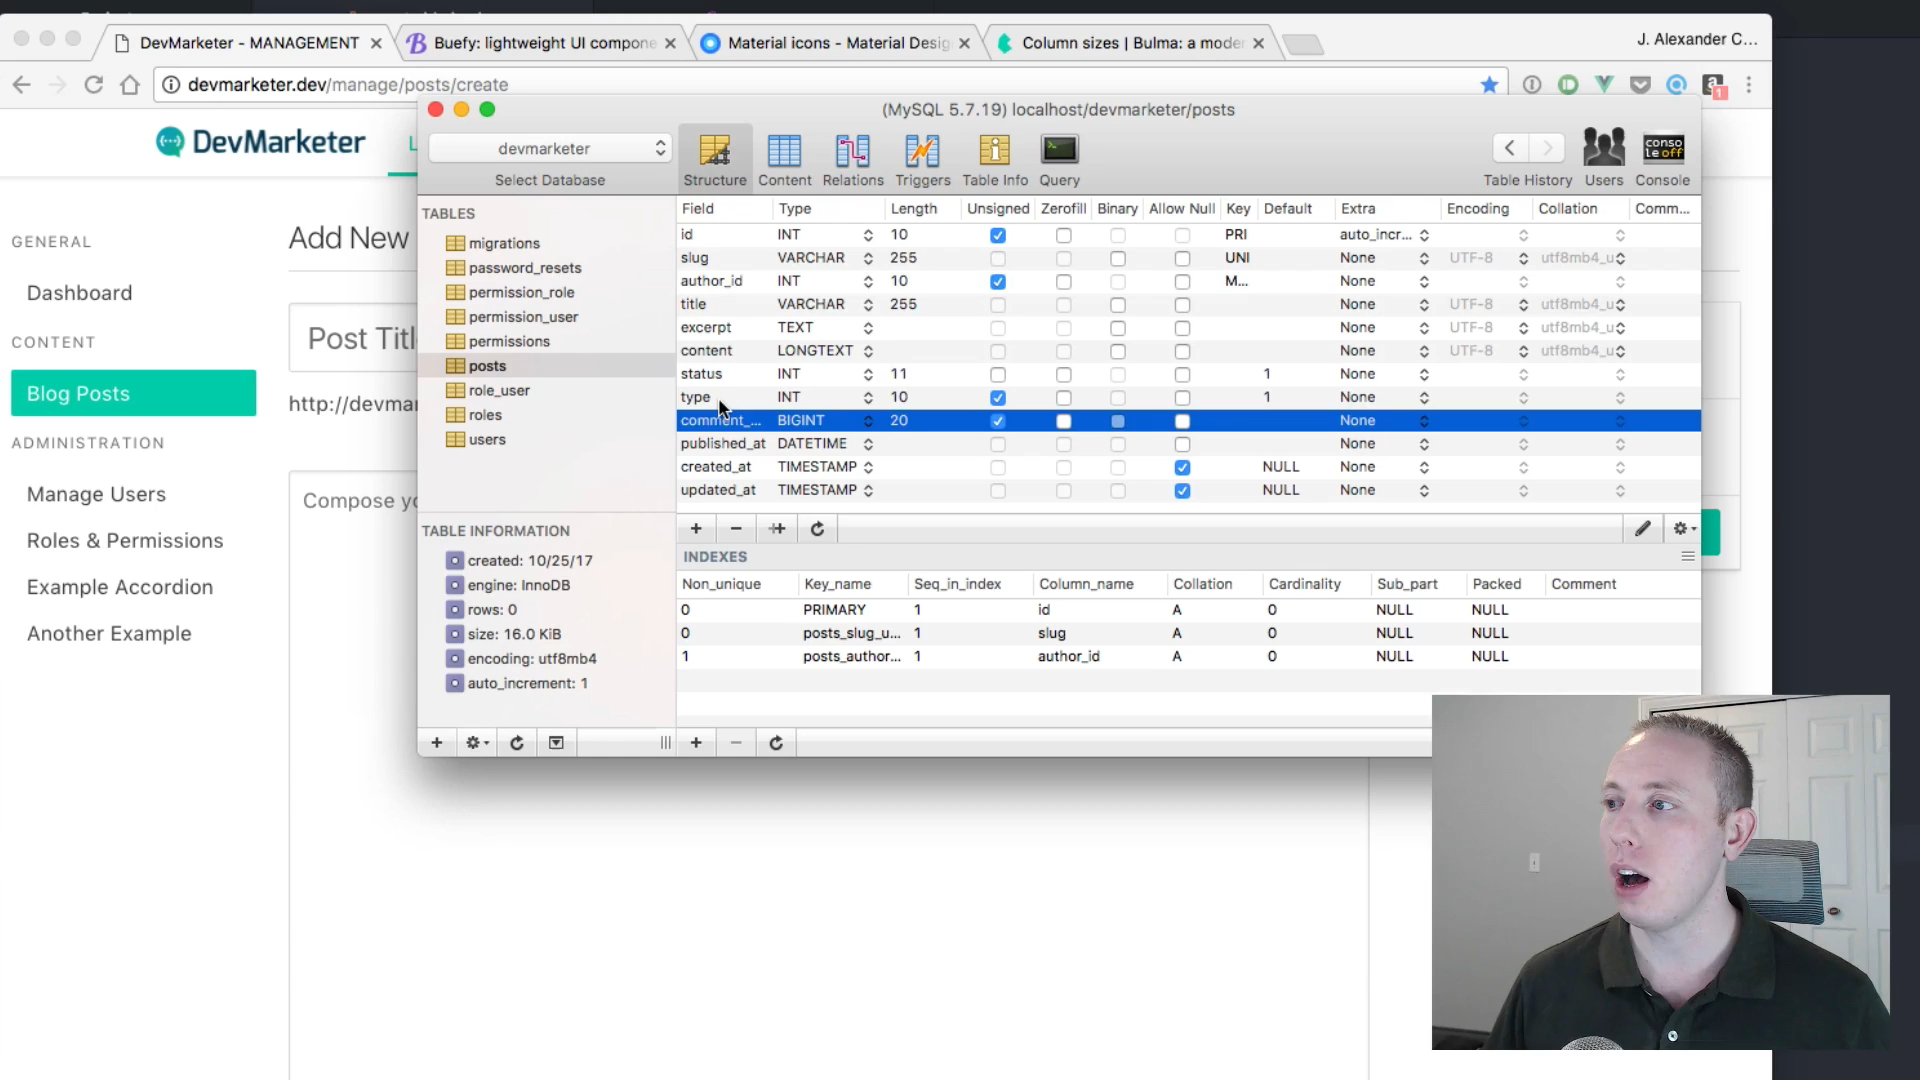 DevMarketer - MANAGEMENT
Buefy: lightweight UI compone
Material icons - Material Desig
Column sizes | Bulma: a moder
J. Alexander C...
devmarketer.dev/manage/posts/create
1
DevMarketer
(MySQL 5.7.19) localhost/devmarketer/posts
devmarketer
Select Database
Structure Content Relations Triggers Table Info Query
console off
Table History Users Console
GENERAL
Dashboard
CONTENT
Blog Posts
ADMINISTRATION
Manage Users
Roles & Permissions
Example Accordion
Another Example
Add New
Post Titl
http://devmar
Compose yo
TABLES
migrations
password_resets
permission_role
permission_user
permissions
posts
role_user
roles
users
TABLE INFORMATION
created: 10/25/17
engine: InnoDB
rows: 0
size: 16.0 KiB
encoding: utf8mb4
auto_increment: 1
Field Type Length Unsigned Zerofill Binary Allow Null Key Default Extra Encoding Collation Comm...
id INT 10 PRI auto_incr...
slug VARCHAR 255 UNI None UTF-8 utf8mb4_u
author_id INT 10 M... None
title VARCHAR 255 None UTF-8 utf8mb4_u
excerpt TEXT None UTF-8 utf8mb4_u
content LONGTEXT None UTF-8 utf8mb4_u
status INT 11 1 None
type INT 10 1 None
comment_... BIGINT 20 None
published_at DATETIME None
created_at TIMESTAMP NULL None
updated_at TIMESTAMP NULL None
INDEXES
Non_unique Key_name Seq_in_index Column_name Collation Cardinality Sub_part Packed Comment
0 PRIMARY 1 id A 0 NULL NULL
0 posts_slug_u... 1 slug A 0 NULL NULL
1 posts_author... 1 author_id A 0 NULL NULL